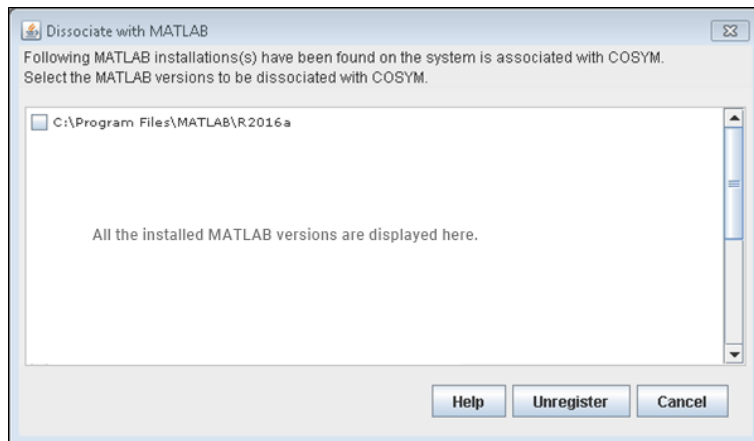 Dissociate with MATLAB
Following MATLAB installations(s) have been found on the system is associated with COSYM.
Select the MATLAB versions to be dissociated with COSYM.
C:\Program Files\MATLAB\R2016a
All the installed MATLAB versions are displayed here.
Help Unregister Cancel